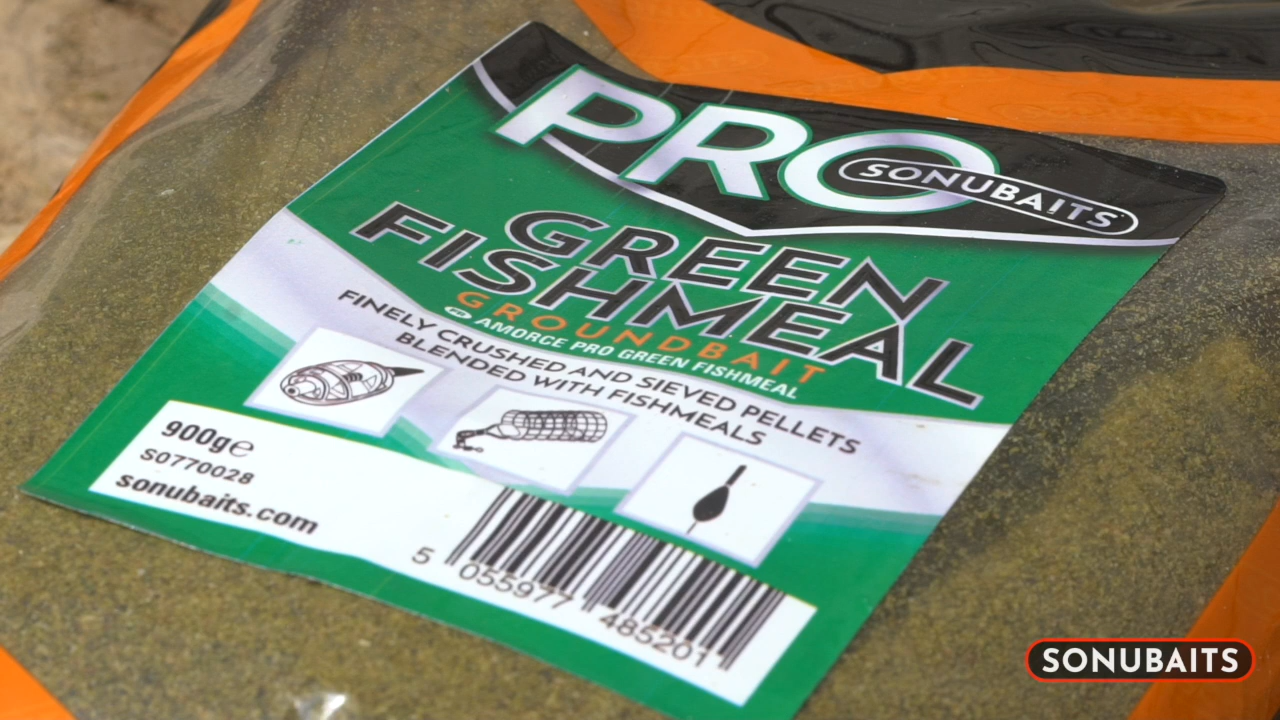 PRO
SONUBAITS
GREEN
FISHMEAL
GROUNDBAIT
FR AMORCE PRO GREEN FISHMEAL
FINELY CRUSHED AND SIEVED PELLETS
BLENDED WITH FISHMEALS
900g℮
S0770028
sonubaits.com
5 055977 485201
SONUBAITS